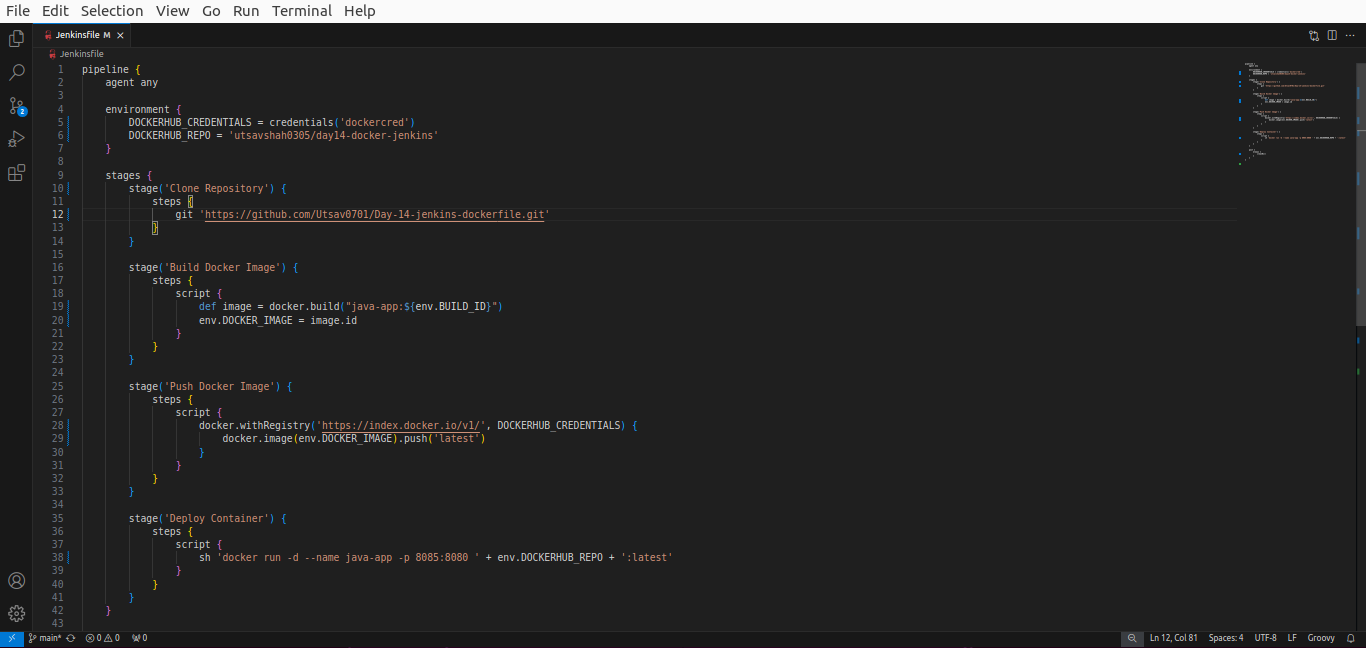 File Edit Selection View Go Run Terminal Help
Jenkinsfile M ×
Jenkinsfile
1 pipeline {
2     agent any
3
4     environment {
5         DOCKERHUB_CREDENTIALS = credentials('dockercred')
6         DOCKERHUB_REPO = 'utsavshah0305/day14-docker-jenkins'
7     }
8
9     stages {
10         stage('Clone Repository') {
11             steps {
12                 git 'https://github.com/Utsav0701/Day-14-jenkins-dockerfile.git'
13             }
14         }
15
16         stage('Build Docker Image') {
17             steps {
18                 script {
19                     def image = docker.build("java-app:${env.BUILD_ID}")
20                     env.DOCKER_IMAGE = image.id
21                 }
22             }
23         }
24
25         stage('Push Docker Image') {
26             steps {
27                 script {
28                     docker.withRegistry('https://index.docker.io/v1/', DOCKERHUB_CREDENTIALS) {
29                         docker.image(env.DOCKER_IMAGE).push('latest')
30                     }
31                 }
32             }
33         }
34
35         stage('Deploy Container') {
36             steps {
37                 script {
38                     sh 'docker run -d --name java-app -p 8085:8080 ' + env.DOCKERHUB_REPO + ':latest'
39                 }
40             }
41         }
42     }
43
2
main* 0 0 0 Ln 12, Col 81 Spaces: 4 UTF-8 LF Groovy